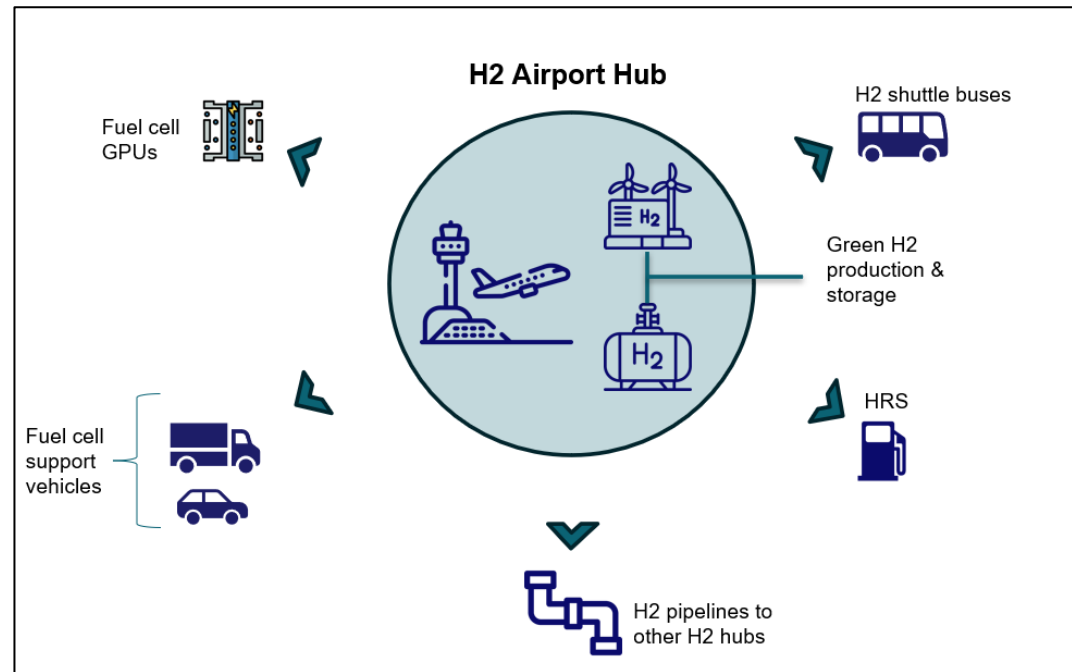 H2 Airport Hub
Fuel cell
GPUs
H2 shuttle buses
H2
Green H2
production &
storage
H2
HRS
Fuel cell
support
vehicles
H2 pipelines to
other H2 hubs